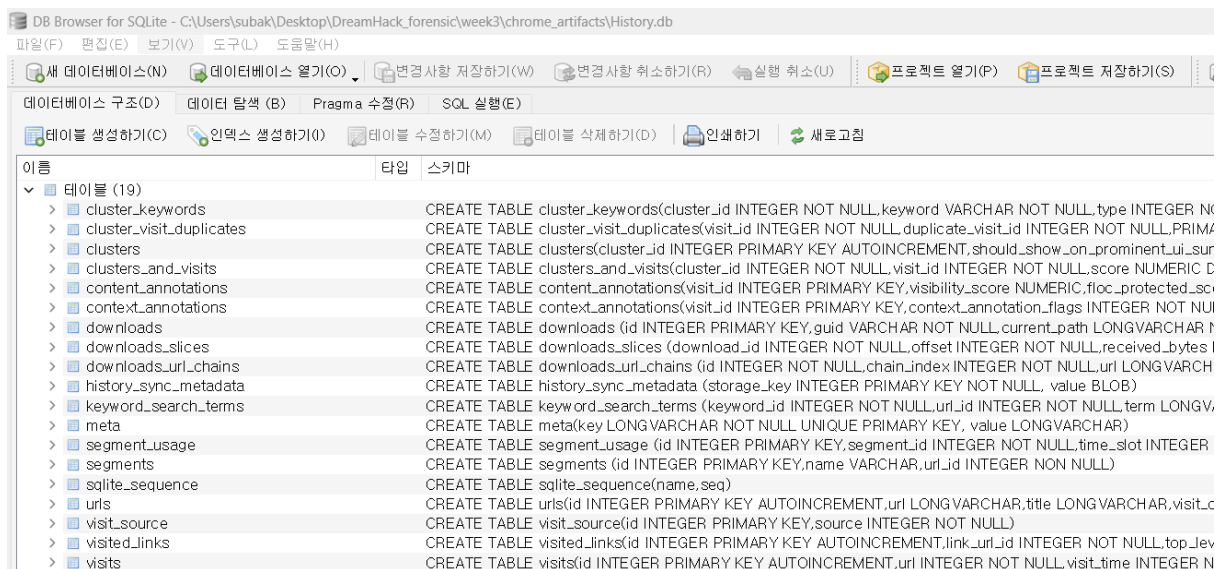 DB Browser for SQLite - C:\Users\subak\Desktop\DreamHack_forensic\week3\chrome_artifacts\History.db
파일(F) 편집(E) 보기(V) 도구(L) 도움말(H)
새 데이터베이스(N) 데이터베이스 열기(O) 변경사항 저장하기(W) 변경사항 취소하기(R) 실행 취소(U) 프로젝트 열기(P) 프로젝트 저장하기(S)
데이터베이스 구조(D) 데이터 탐색 (B) Pragma 수정(R) SQL 실행(E)
테이블 생성하기(C) 인덱스 생성하기(I) 테이블 수정하기(M) 테이블 삭제하기(D) 인쇄하기 새로고침
이름 타입 스키마
테이블 (19)
cluster_keywords CREATE TABLE cluster_keywords(cluster_id INTEGER NOT NULL,keyword VARCHAR NOT NULL,type INTEGER NO
cluster_visit_duplicates CREATE TABLE cluster_visit_duplicates(visit_id INTEGER NOT NULL,duplicate_visit_id INTEGER NOT NULL,PRIMA
clusters CREATE TABLE clusters(cluster_id INTEGER PRIMARY KEY AUTOINCREMENT,should_show_on_prominent_ui_sur
clusters_and_visits CREATE TABLE clusters_and_visits(cluster_id INTEGER NOT NULL,visit_id INTEGER NOT NULL,score NUMERIC D
content_annotations CREATE TABLE content_annotations(visit_id INTEGER PRIMARY KEY,visibility_score NUMERIC,floc_protected_sco
context_annotations CREATE TABLE context_annotations(visit_id INTEGER PRIMARY KEY,context_annotation_flags INTEGER NOT NUL
downloads CREATE TABLE downloads (id INTEGER PRIMARY KEY,guid VARCHAR NOT NULL,current_path LONGVARCHAR N
downloads_slices CREATE TABLE downloads_slices (download_id INTEGER NOT NULL,offset INTEGER NOT NULL,received_bytes I
downloads_url_chains CREATE TABLE downloads_url_chains (id INTEGER NOT NULL,chain_index INTEGER NOT NULL,url LONGVARCH
history_sync_metadata CREATE TABLE history_sync_metadata (storage_key INTEGER PRIMARY KEY NOT NULL, value BLOB)
keyword_search_terms CREATE TABLE keyword_search_terms (keyword_id INTEGER NOT NULL,url_id INTEGER NOT NULL,term LONGVA
meta CREATE TABLE meta(key LONGVARCHAR NOT NULL UNIQUE PRIMARY KEY, value LONGVARCHAR)
segment_usage CREATE TABLE segment_usage (id INTEGER PRIMARY KEY,segment_id INTEGER NOT NULL,time_slot INTEGER
segments CREATE TABLE segments (id INTEGER PRIMARY KEY,name VARCHAR,url_id INTEGER NON NULL)
sqlite_sequence CREATE TABLE sqlite_sequence(name,seq)
urls CREATE TABLE urls(id INTEGER PRIMARY KEY AUTOINCREMENT,url LONGVARCHAR,title LONGVARCHAR,visit_c
visit_source CREATE TABLE visit_source(id INTEGER PRIMARY KEY,source INTEGER NOT NULL)
visited_links CREATE TABLE visited_links(id INTEGER PRIMARY KEY AUTOINCREMENT,link_url_id INTEGER NOT NULL,top_lev
visits CREATE TABLE visits(id INTEGER PRIMARY KEY AUTOINCREMENT,url INTEGER NOT NULL,visit_time INTEGER N